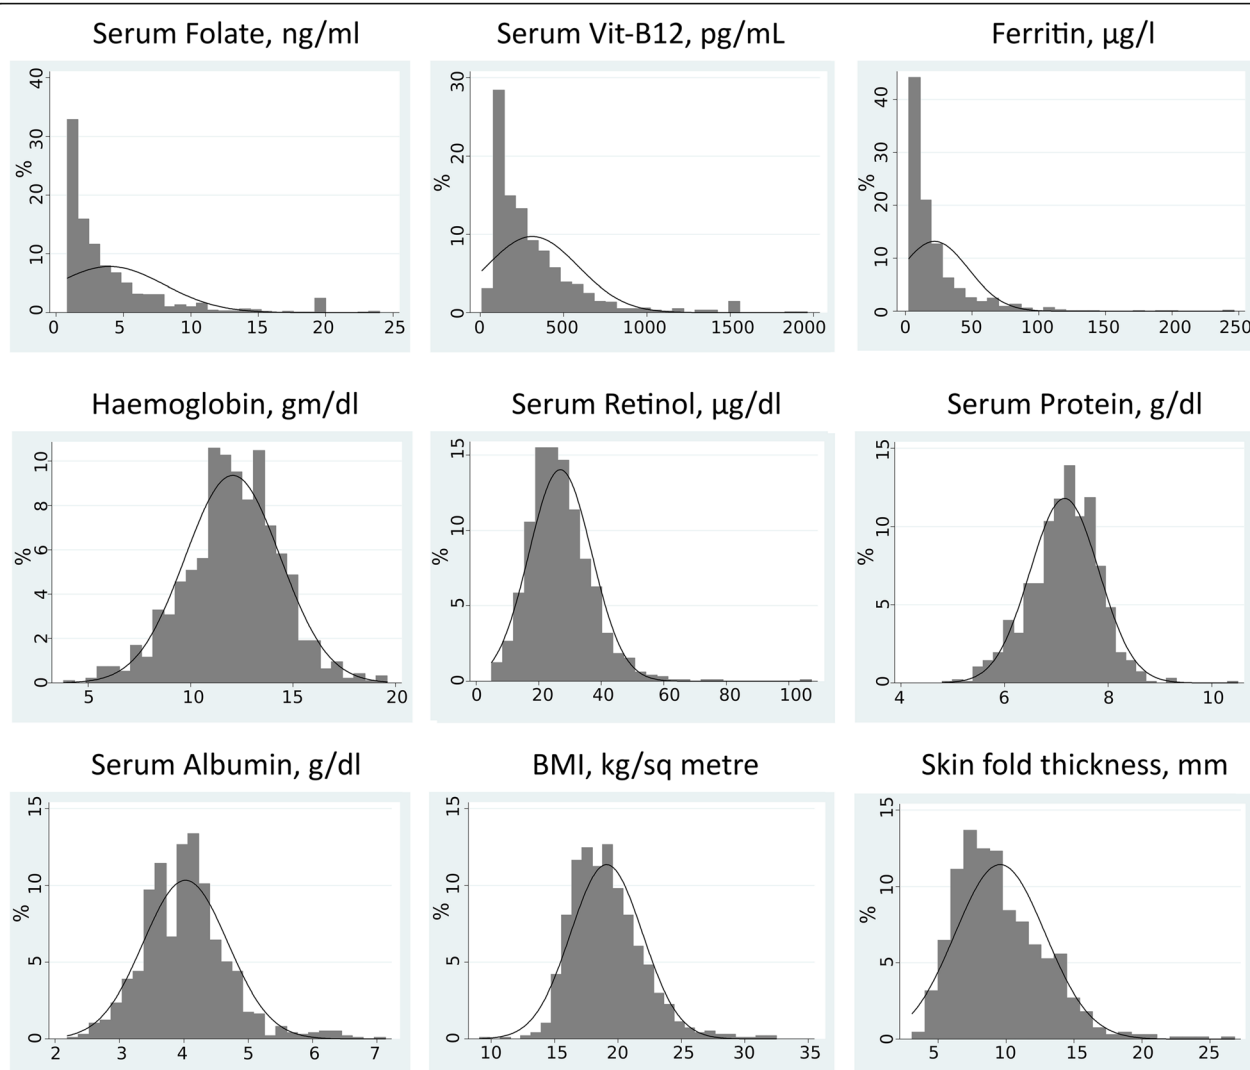 Serum Folate, ng/ml
Serum Vit-B12, pg/mL
Ferritin, µg/l
%
0 10 20 30 40
0 5 10 15 20 25
%
0 10 20 30
0 500 1000 1500 2000
%
0 10 20 30 40
0 50 100 150 200 250
Haemoglobin, gm/dl
Serum Retinol, µg/dl
Serum Protein, g/dl
%
0 2 4 6 8 10
5 10 15 20
%
0 5 10 15
0 20 40 60 80 100
%
0 5 10 15
4 6 8 10
Serum Albumin, g/dl
BMI, kg/sq metre
Skin fold thickness, mm
%
0 5 10 15
2 3 4 5 6 7
%
0 5 10 15
10 15 20 25 30 35
%
0 5 10 15
5 10 15 20 25